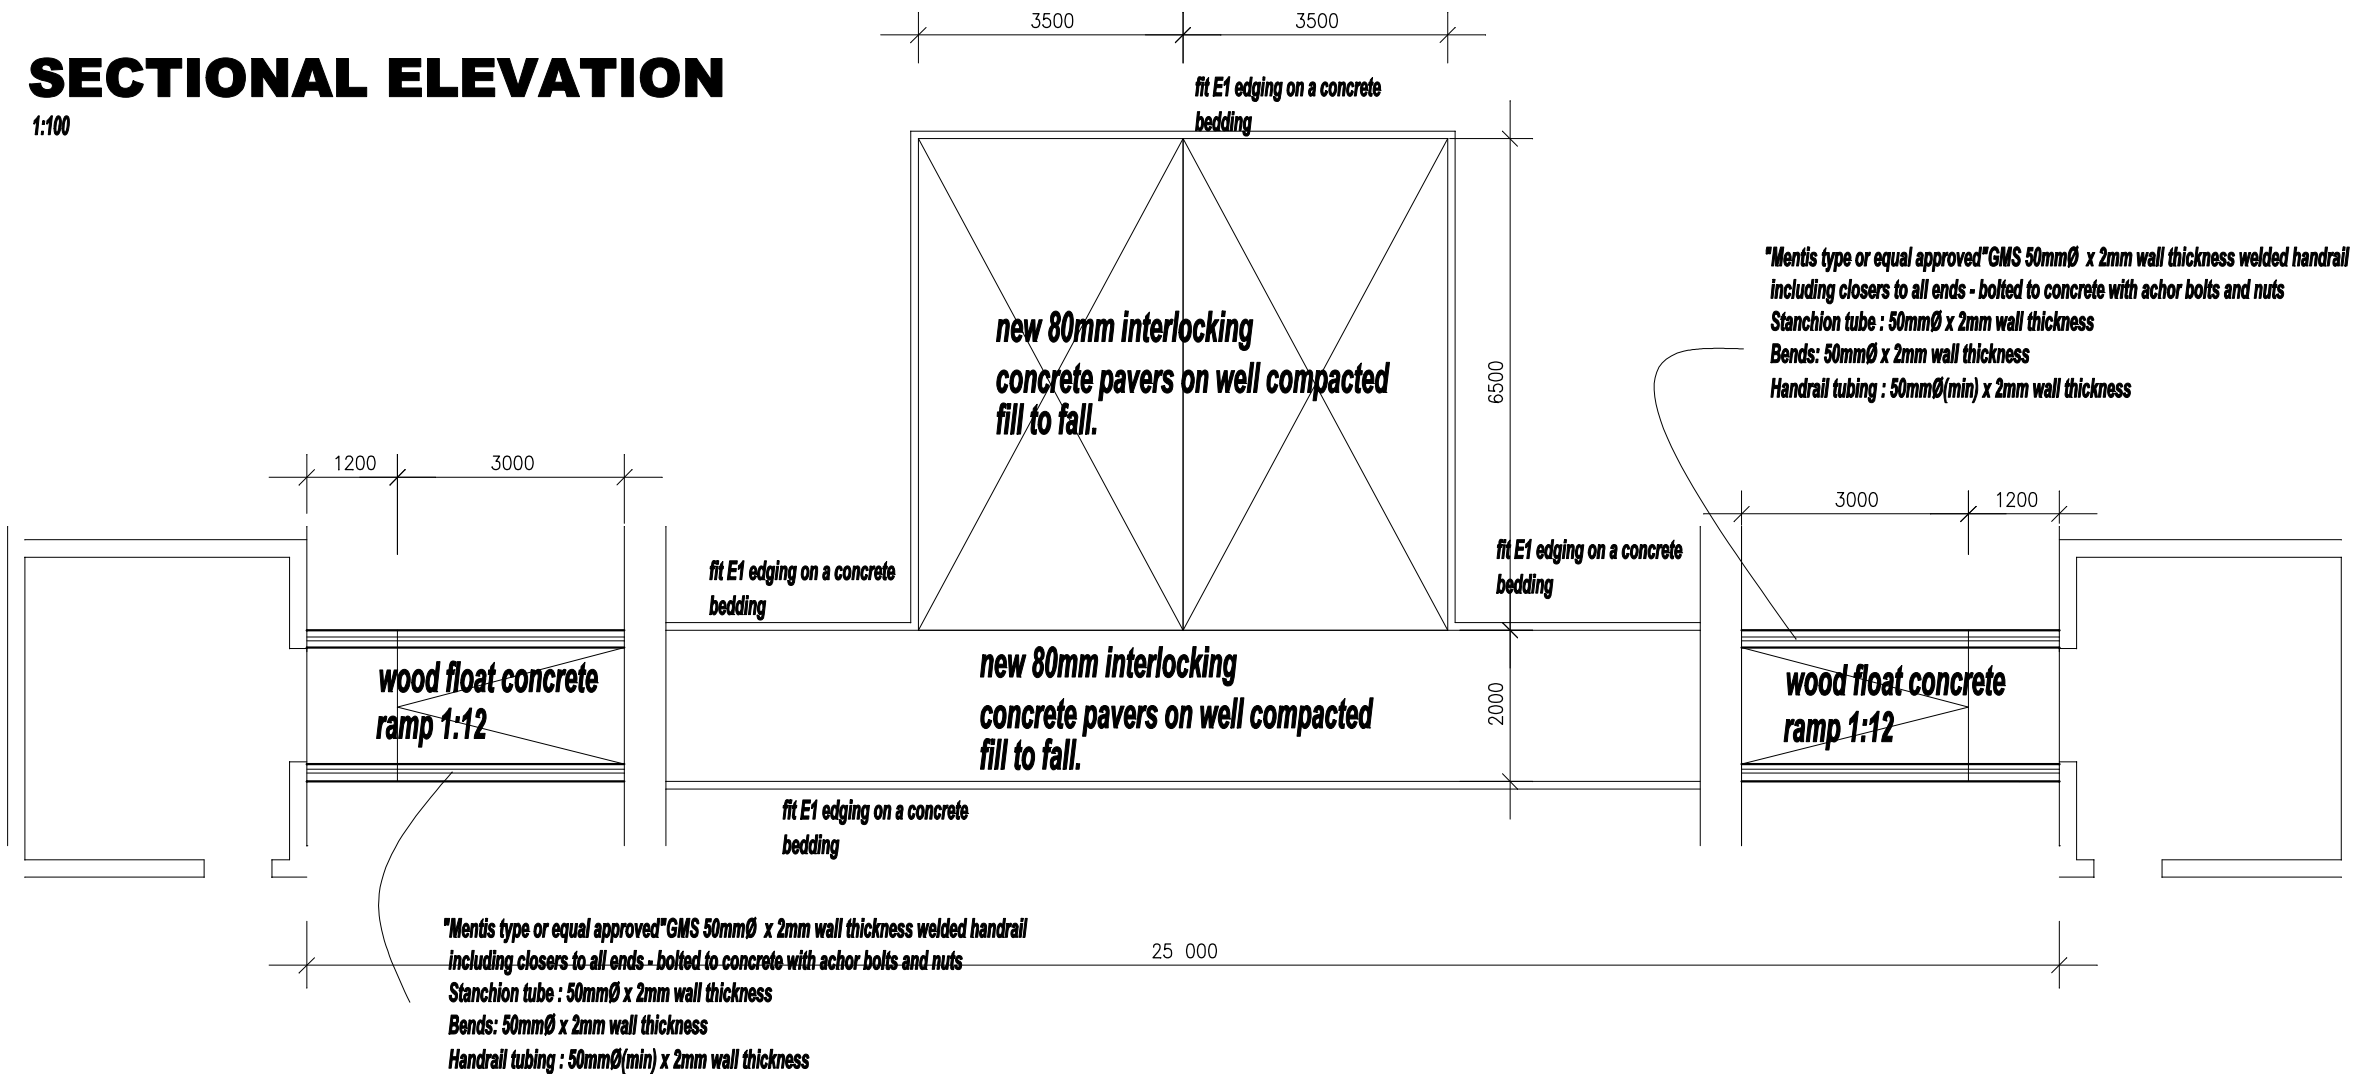 3500
3500
SECTIONAL ELEVATION
1:100
fit E1 edging on a concrete
bedding
"Mentis type or equal approved"GMS 50mmØ x 2mm wall thickness welded handrail
including closers to all ends - bolted to concrete with achor bolts and nuts
Stanchion tube : 50mmØ x 2mm wall thickness
Bends: 50mmØ x 2mm wall thickness
Handrail tubing : 50mmØ(min) x 2mm wall thickness
new 80mm interlocking
concrete pavers on well compacted
fill to fall.
6500
1200
3000
3000
1200
fit E1 edging on a concrete
bedding
fit E1 edging on a concrete
bedding
wood float concrete
ramp 1:12
new 80mm interlocking
concrete pavers on well compacted
fill to fall.
2000
wood float concrete
ramp 1:12
fit E1 edging on a concrete
bedding
"Mentis type or equal approved"GMS 50mmØ x 2mm wall thickness welded handrail
including closers to all ends - bolted to concrete with achor bolts and nuts
Stanchion tube : 50mmØ x 2mm wall thickness
Bends: 50mmØ x 2mm wall thickness
Handrail tubing : 50mmØ(min) x 2mm wall thickness
25 000